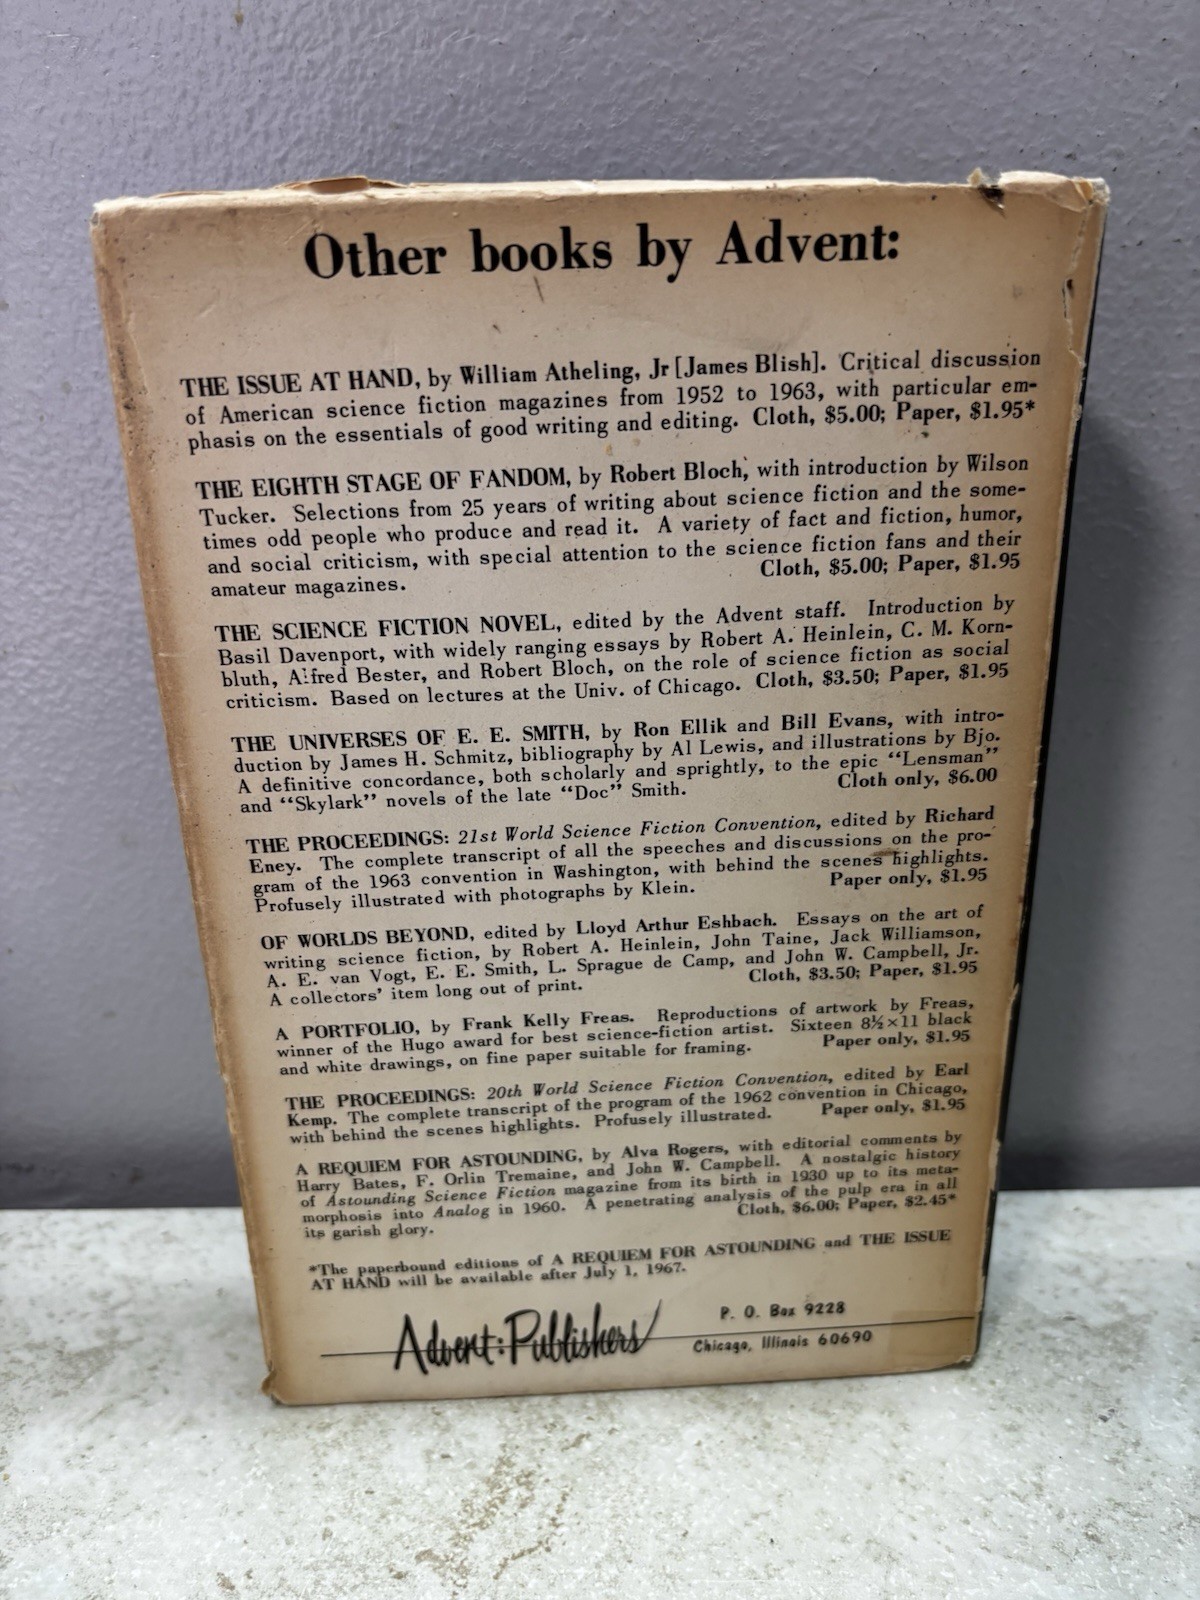 Other books by Advent:
THE ISSUE AT HAND, by William Atheling, Jr [James Blish]. Critical discussion
of American science fiction magazines from 1952 to 1963, with particular em-
phasis on the essentials of good writing and editing. Cloth, $5.00; Paper, $1.95*
THE EIGHTH STAGE OF FANDOM, by Robert Bloch, with introduction by Wilson
Tucker. Selections from 25 years of writing about science fiction and the some-
times odd people who produce and read it. A variety of fact and fiction, humor,
and social criticism, with special attention to the science fiction fans and their
amateur magazines. Cloth, $5.00; Paper, $1.95
THE SCIENCE FICTION NOVEL, edited by the Advent staff. Introduction by
Basil Davenport, with widely ranging essays by Robert A. Heinlein, C. M. Korn-
bluth, Alfred Bester, and Robert Bloch, on the role of science fiction as social
criticism. Based on lectures at the Univ. of Chicago. Cloth, $3.50; Paper, $1.95
THE UNIVERSES OF E. E. SMITH, by Ron Ellik and Bill Evans, with intro-
duction by James H. Schmitz, bibliography by Al Lewis, and illustrations by Bjo.
A definitive concordance, both scholarly and sprightly, to the epic “Lensman”
and “Skylark” novels of the late “Doc” Smith. Cloth only, $6.00
THE PROCEEDINGS: 21st World Science Fiction Convention, edited by Richard
Eney. The complete transcript of all the speeches and discussions on the pro-
gram of the 1963 convention in Washington, with behind the scenes highlights.
Profusely illustrated with photographs by Klein. Paper only, $1.95
OF WORLDS BEYOND, edited by Lloyd Arthur Eshbach. Essays on the art of
writing science fiction, by Robert A. Heinlein, John Taine, Jack Williamson,
A. E. van Vogt, E. E. Smith, L. Sprague de Camp, and John W. Campbell, Jr.
A collectors’ item long out of print. Cloth, $3.50; Paper, $1.95
A PORTFOLIO, by Frank Kelly Freas. Reproductions of artwork by Freas,
winner of the Hugo award for best science-fiction artist. Sixteen 8½×11 black
and white drawings, on fine paper suitable for framing. Paper only, $1.95
THE PROCEEDINGS: 20th World Science Fiction Convention, edited by Earl
Kemp. The complete transcript of the program of the 1962 convention in Chicago,
with behind the scenes highlights. Profusely illustrated. Paper only, $1.95
A REQUIEM FOR ASTOUNDING, by Alva Rogers, with editorial comments by
Harry Bates, F. Orlin Tremaine, and John W. Campbell. A nostalgic history
of Astounding Science Fiction magazine from its birth in 1930 up to its meta-
morphosis into Analog in 1960. A penetrating analysis of the pulp era in all
its garish glory. Cloth, $6.00; Paper, $2.45*
*The paperbound editions of A REQUIEM FOR ASTOUNDING and THE ISSUE
AT HAND will be available after July 1, 1967.
Advent:Publishers
P. O. Box 9228
Chicago, Illinois 60690